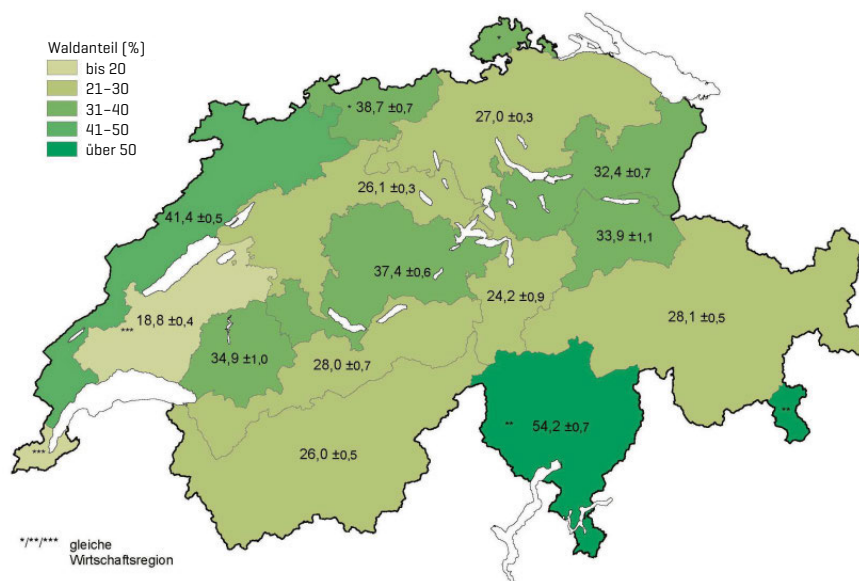 Waldanteil (%)
bis 20
21–30
31–40
41–50
über 50
*
* 38,7 ±0,7
27,0 ±0,3
32,4 ±0,7
26,1 ±0,3
41,4 ±0,5
33,9 ±1,1
37,4 ±0,6
24,2 ±0,9
28,1 ±0,5
18,8 ±0,4
***
34,9 ±1,0
28,0 ±0,7
**
** 54,2 ±0,7
26,0 ±0,5
***
*/**/*** gleiche
Wirtschaftsregion